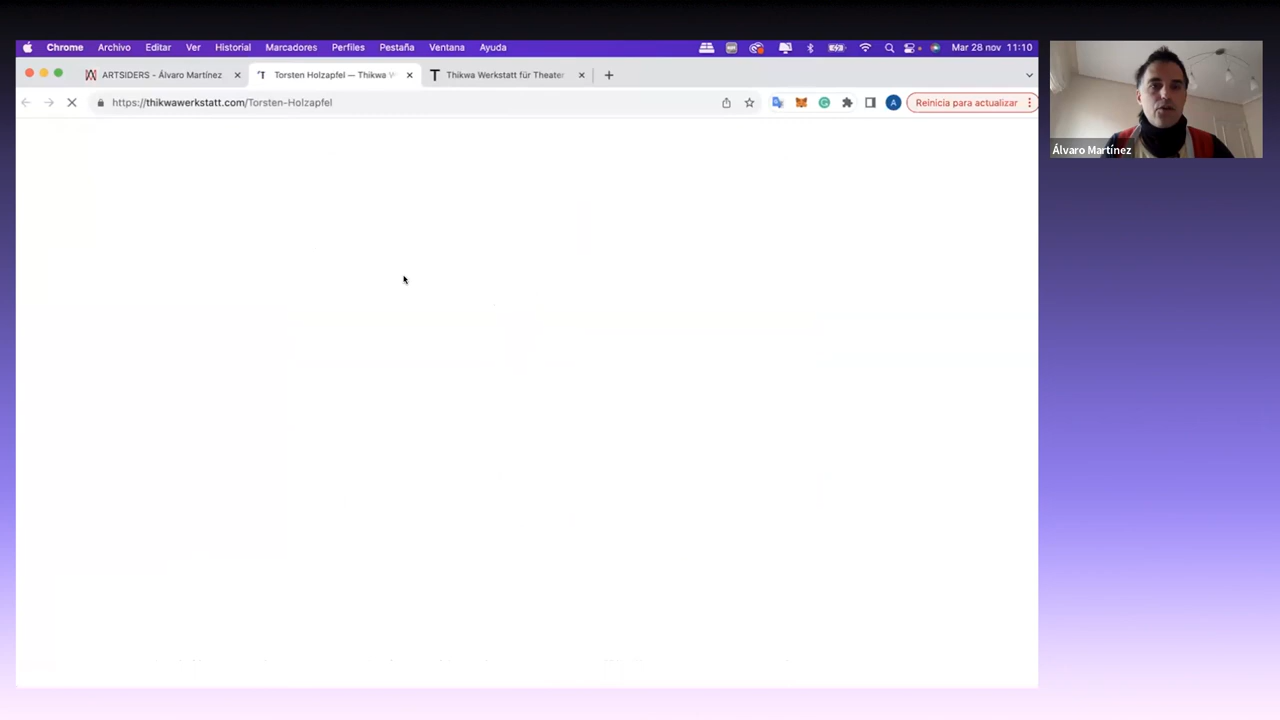 Chrome Archivo Editar Ver Historial Marcadores Perfiles Pestaña Ventana Ayuda Mar 28 nov 11:10
ARTSIDERS - Álvaro Martínez
Torsten Holzapfel — Thikwa W
Thikwa Werkstatt für Theater
https://thikwawerkstatt.com/Torsten-Holzapfel
A
Reinicia para actualizar
Álvaro Martínez